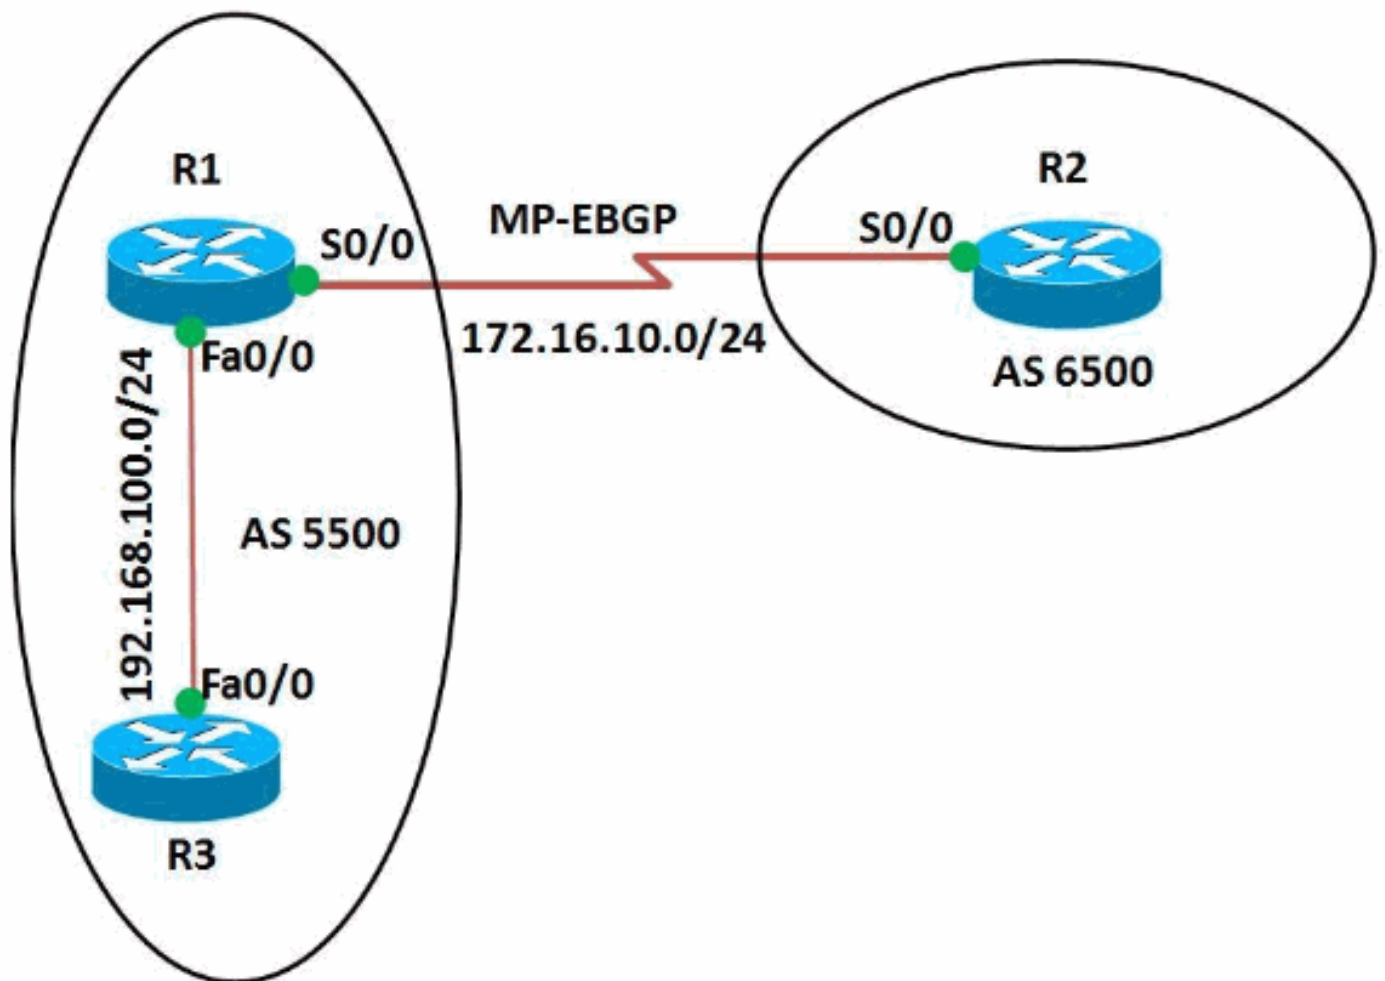 R1
R2
MP-EBGP
S0/0
S0/0
172.16.10.0/24
Fa0/0
AS 6500
192.168.100.0/24
AS 5500
Fa0/0
R3